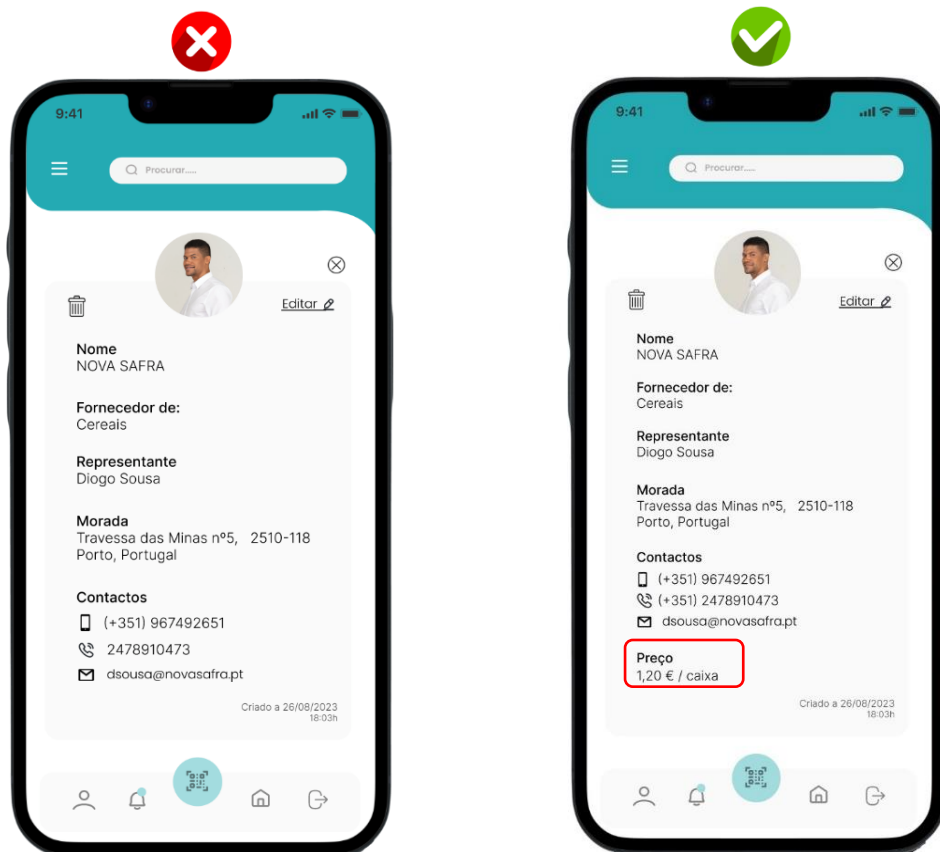 9:41
Procurar.....
Editar
Nome
NOVA SAFRA
Fornecedor de:
Cereais
Representante
Diogo Sousa
Morada
Travessa das Minas nº5, 2510-118
Porto, Portugal
Contactos
(+351) 967492651
2478910473
dsousa@novasafra.pt
Criado a 26/08/2023
18:03h
9:41
Procurar.....
Editar
Nome
NOVA SAFRA
Fornecedor de:
Cereais
Representante
Diogo Sousa
Morada
Travessa das Minas nº5, 2510-118
Porto, Portugal
Contactos
(+351) 967492651
(+351) 2478910473
dsousa@novasafra.pt
Preço
1,20 € / caixa
Criado a 26/08/2023
18:03h